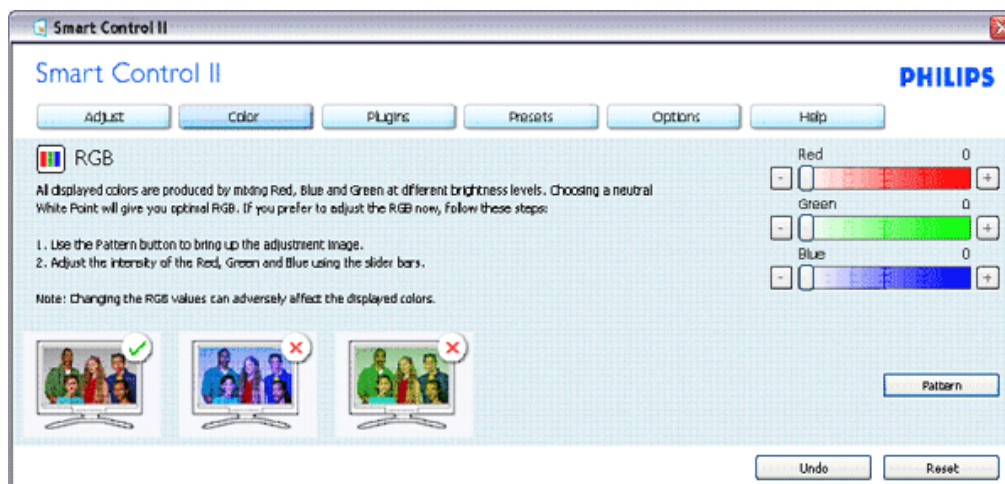 Smart Control II
Smart Control II
PHILIPS
Adjust Color Plugins Presets Options Help
RGB
All displayed colors are produced by mixing Red, Blue and Green at different brightness levels. Choosing a neutral
White Point will give you optimal RGB. If you prefer to adjust the RGB now, follow these steps:
1. Use the Pattern button to bring up the adjustment image.
2. Adjust the intensity of the Red, Green and Blue using the slider bars.
Note: Changing the RGB values can adversely affect the displayed colors.
Red 0
- +
Green 0
- +
Blue 0
- +
Pattern
Undo Reset